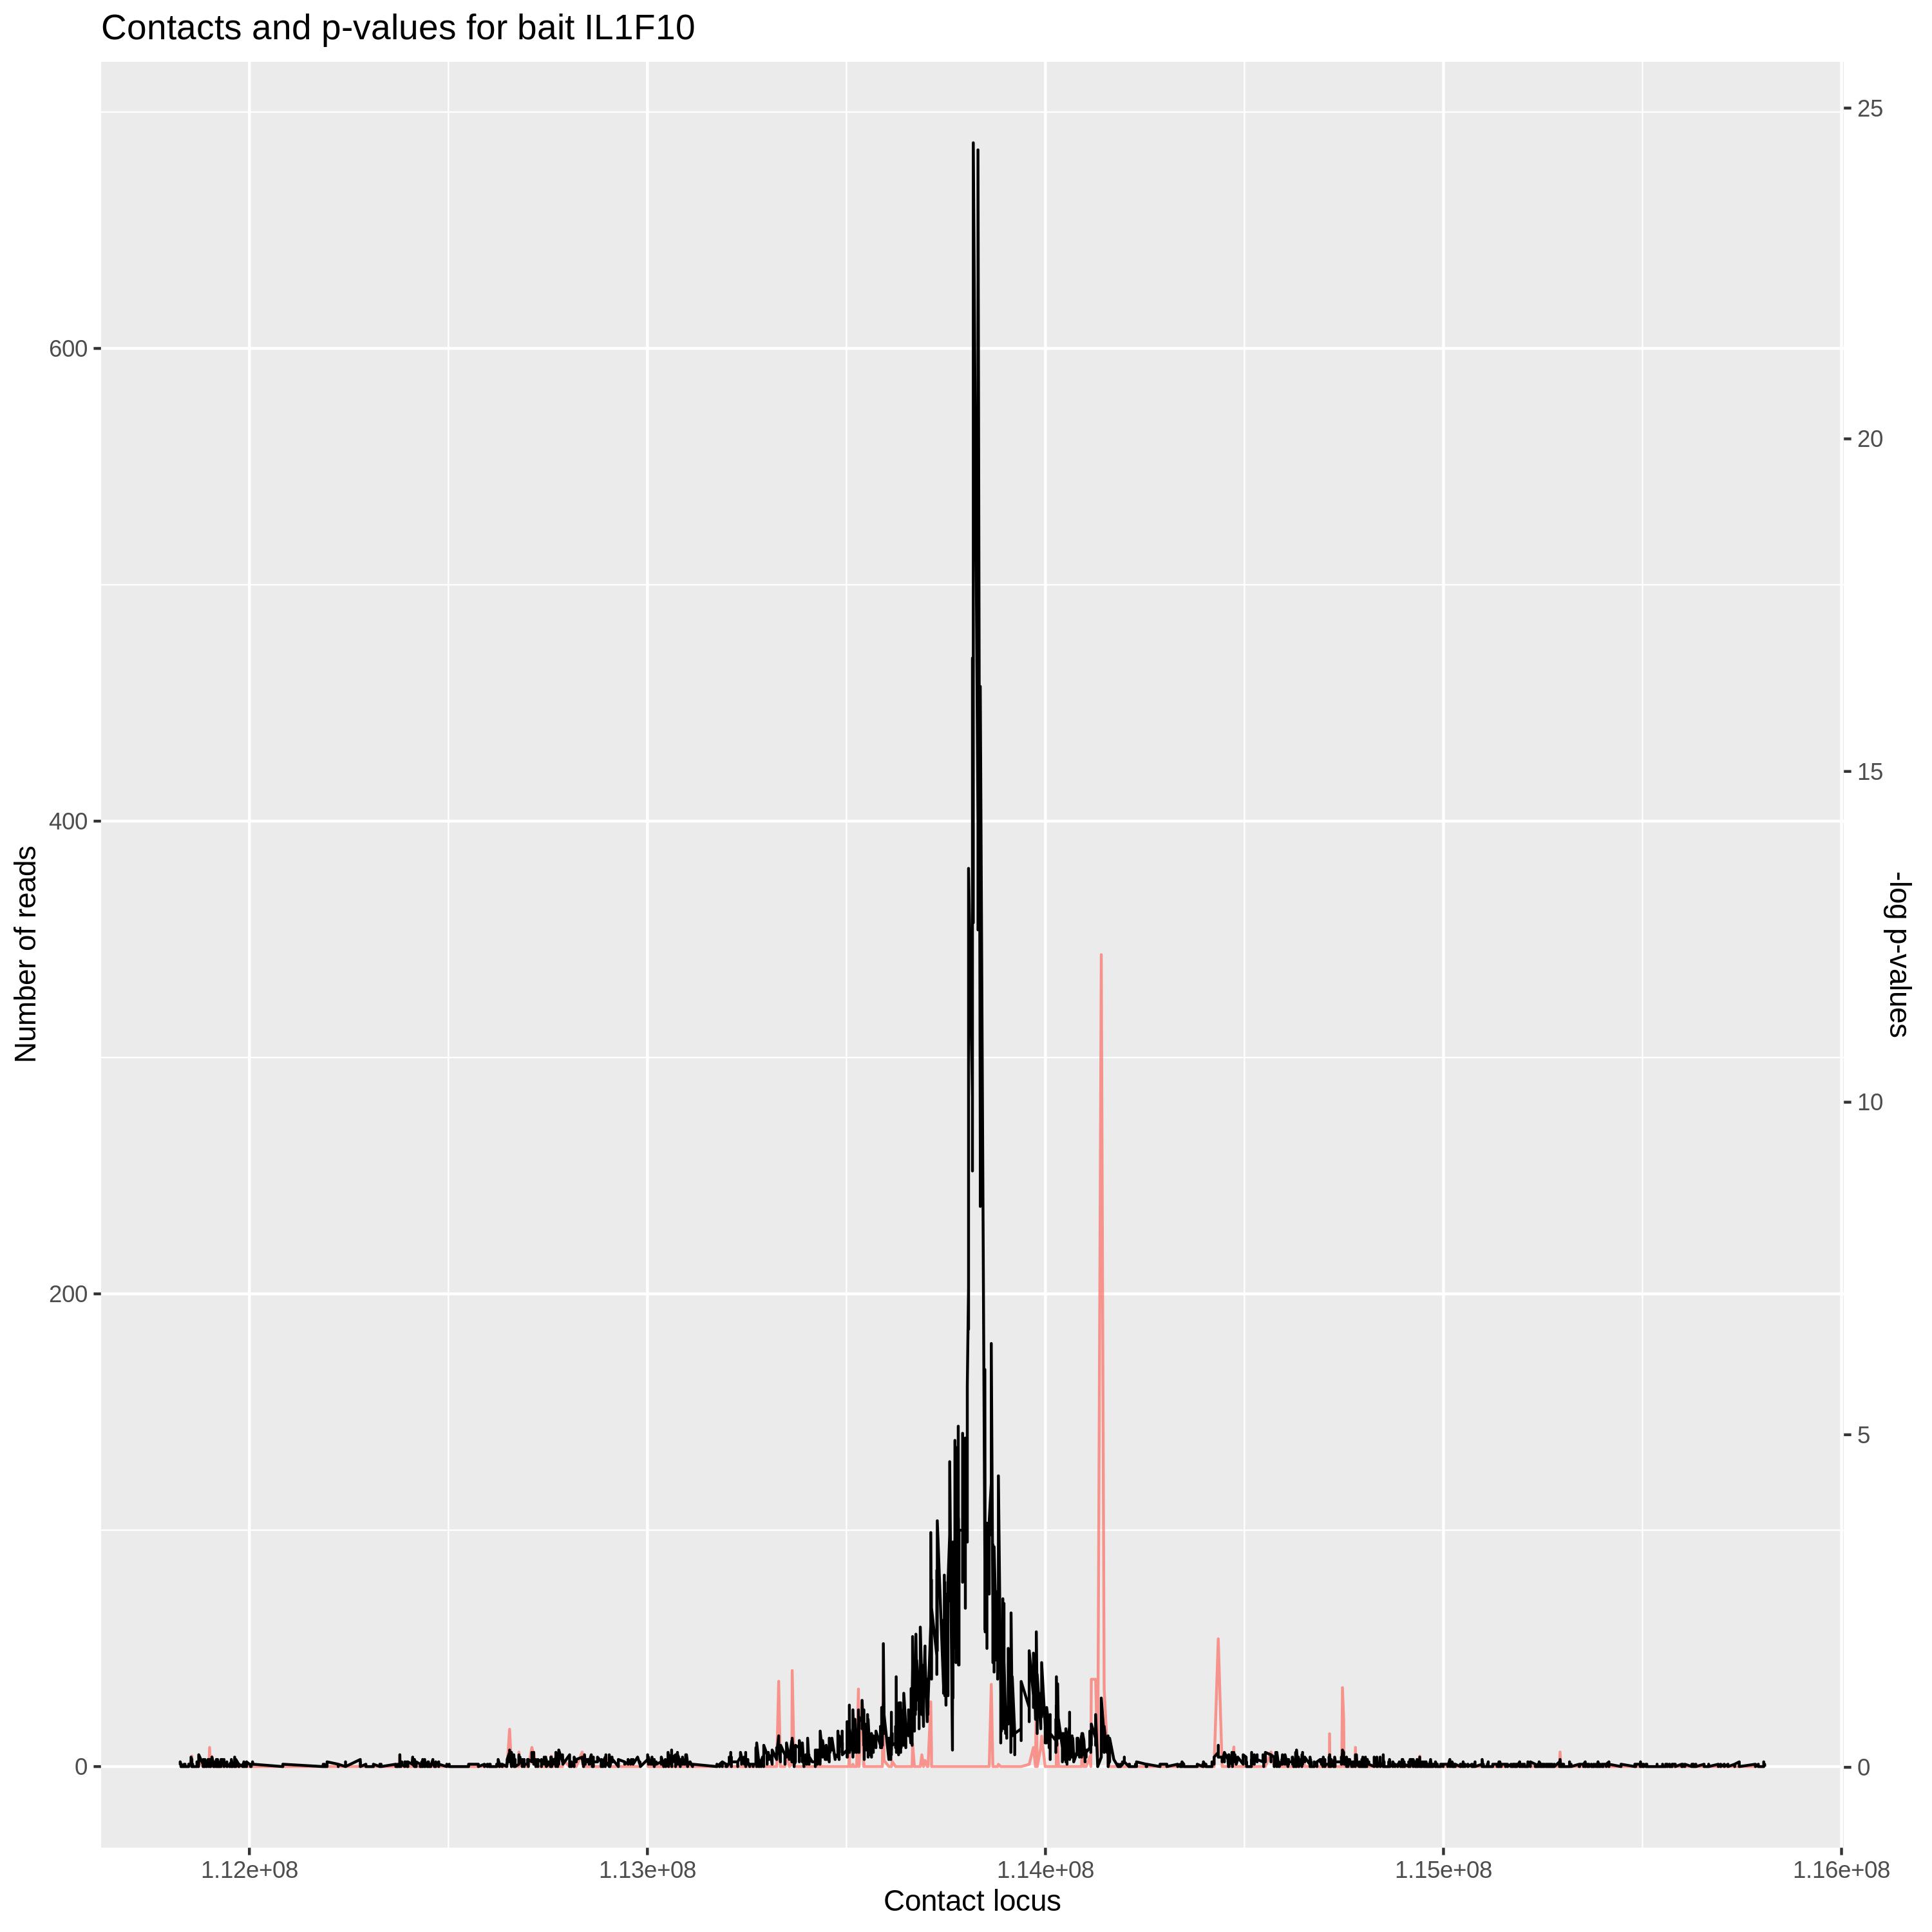 Contacts and p-values for bait IL1F10
25
20
15
10
5
0
600
400
200
0
Number of reads
-log p-values
1.12e+08
1.13e+08
1.14e+08
1.15e+08
1.16e+08
Contact locus